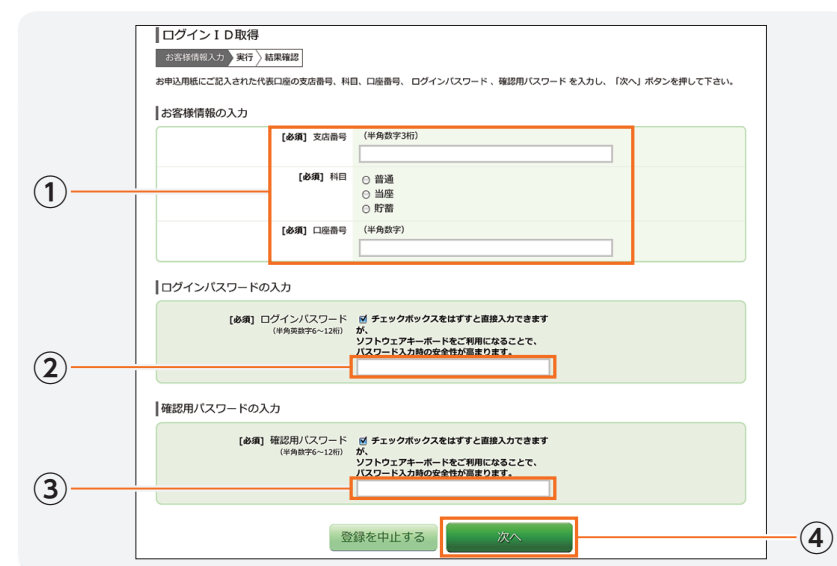 ログインＩＤ取得
お客様情報入力 実行 結果確認
お申込用紙にご記入された代表口座の支店番号、科目、口座番号、 ログインパスワード 、確認用パスワード を入力し、「次へ」ボタンを押して下さい。
お客様情報の入力
[必須] 支店番号 (半角数字3桁)
① [必須] 科目 普通
当座
貯蓄
[必須] 口座番号 (半角数字)
ログインパスワードの入力
[必須] ログインパスワード チェックボックスをはずすと直接入力できます
(半角英数字6～12桁) が、
ソフトウェアキーボードをご利用になることで、
パスワード入力時の安全性が高まります。
②
確認用パスワードの入力
[必須] 確認用パスワード チェックボックスをはずすと直接入力できます
(半角数字6～12桁) が、
ソフトウェアキーボードをご利用になることで、
パスワード入力時の安全性が高まります。
③
登録を中止する 次へ ④